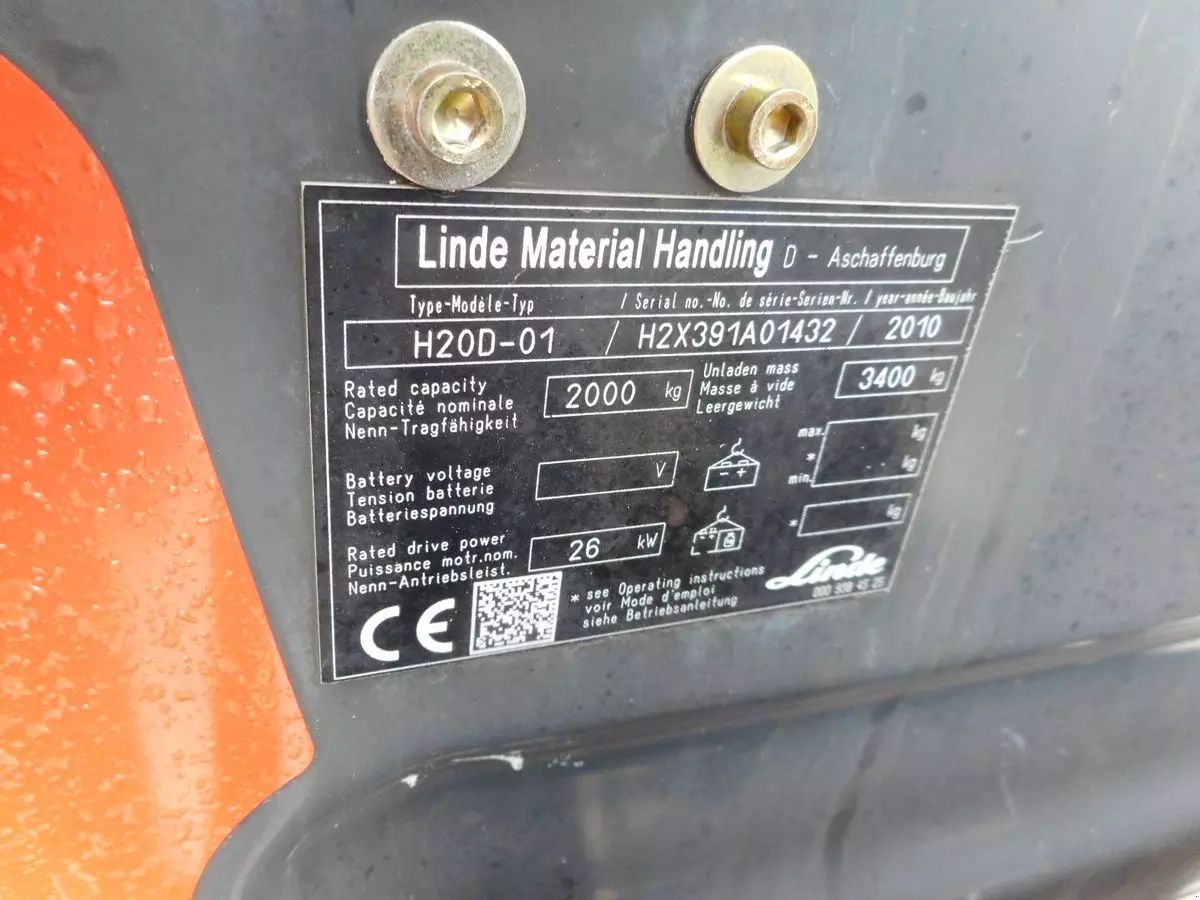 Linde Material Handling D - Aschaffenburg
Type-Modèle-Typ / Serial no.-No. de série-Serien-Nr. / year-année-Baujahr
H20D-01 / H2X391A01432 / 2010
Rated capacity
Capacité nominale
Nenn-Tragfähigkeit
2000 kg
Unladen mass
Masse à vide
Leergewicht
3400 kg
Battery voltage
Tension batterie
Batteriespannung
V
max. kg
*
min. kg
* kg
Rated drive power
Puissance motr.nom.
Nenn-Antriebsleist.
26 kW
CE
* see Operating instructions
voir Mode d'emploi
siehe Betriebsanleitung
Linde